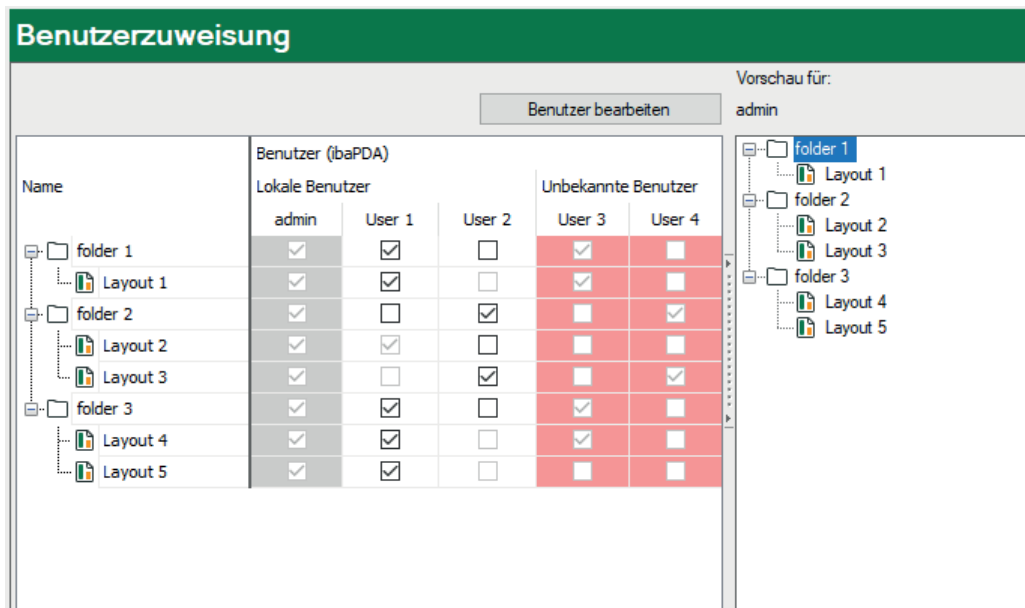 Benutzerzuweisung
Vorschau für:
Benutzer bearbeiten
admin
Name
Benutzer (ibaPDA)
Lokale Benutzer
Unbekannte Benutzer
admin
User 1
User 2
User 3
User 4
folder 1
Layout 1
folder 2
Layout 2
Layout 3
folder 3
Layout 4
Layout 5
folder 1
Layout 1
folder 2
Layout 2
Layout 3
folder 3
Layout 4
Layout 5